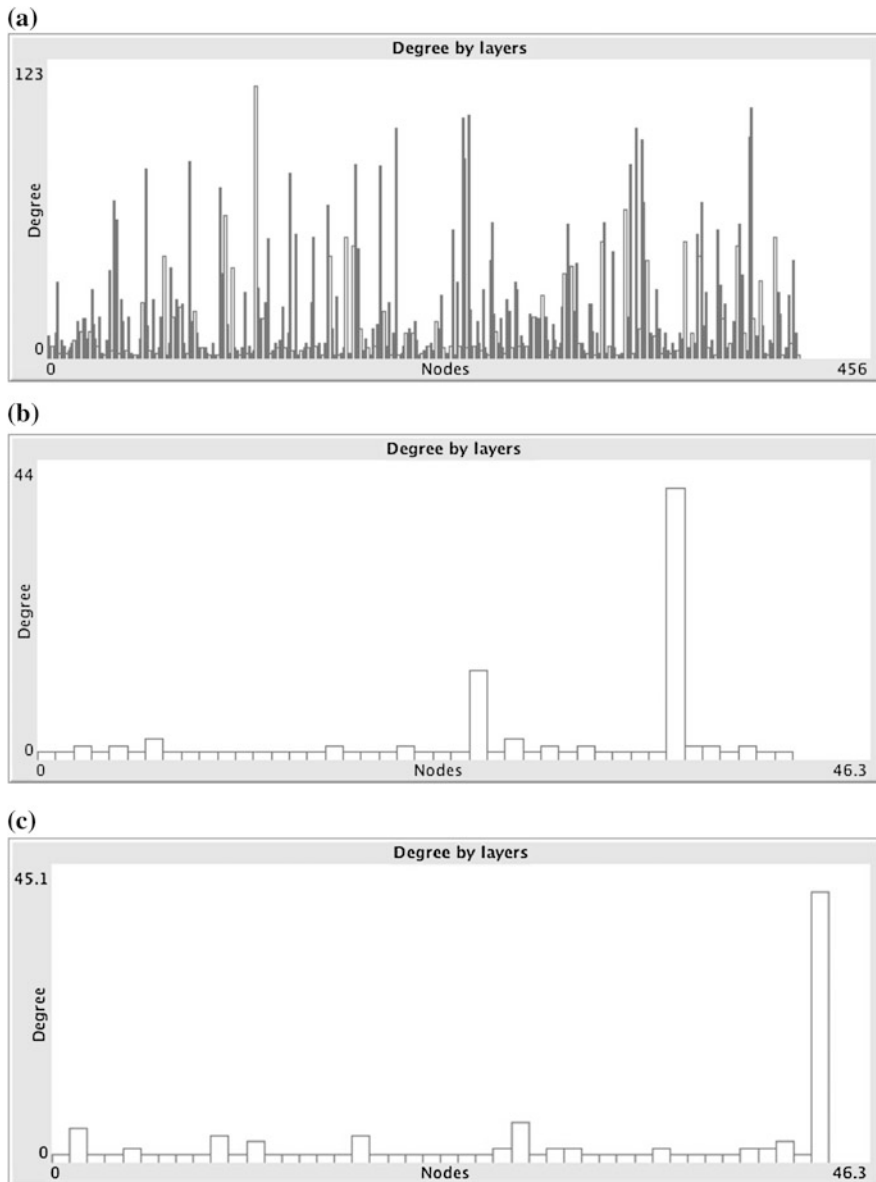 (a)
Degree by layers
123
Degree
0
0 Nodes 456
(b)
Degree by layers
44
Degree
0
0 Nodes 46.3
(c)
Degree by layers
45.1
Degree
0
0 Nodes 46.3